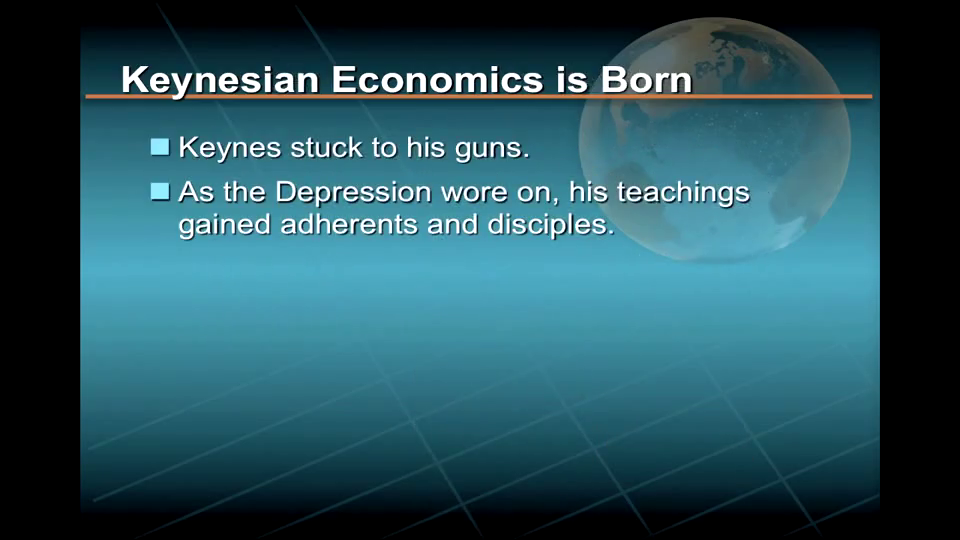 Keynesian Economics is Born
Keynes stuck to his guns.
As the Depression wore on, his teachings
gained adherents and disciples.